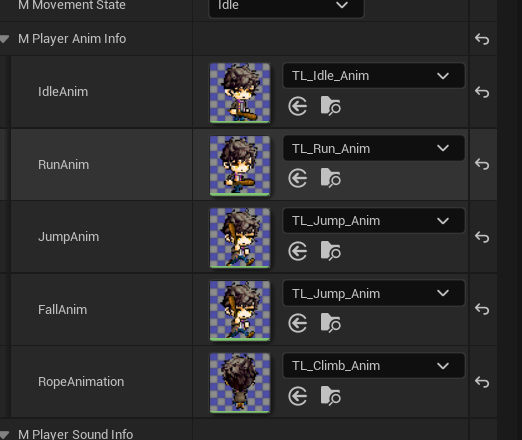 M Movement State
Idle
M Player Anim Info
IdleAnim
TL_Idle_Anim
RunAnim
TL_Run_Anim
JumpAnim
TL_Jump_Anim
FallAnim
TL_Jump_Anim
RopeAnimation
TL_Climb_Anim
M Player Sound Info